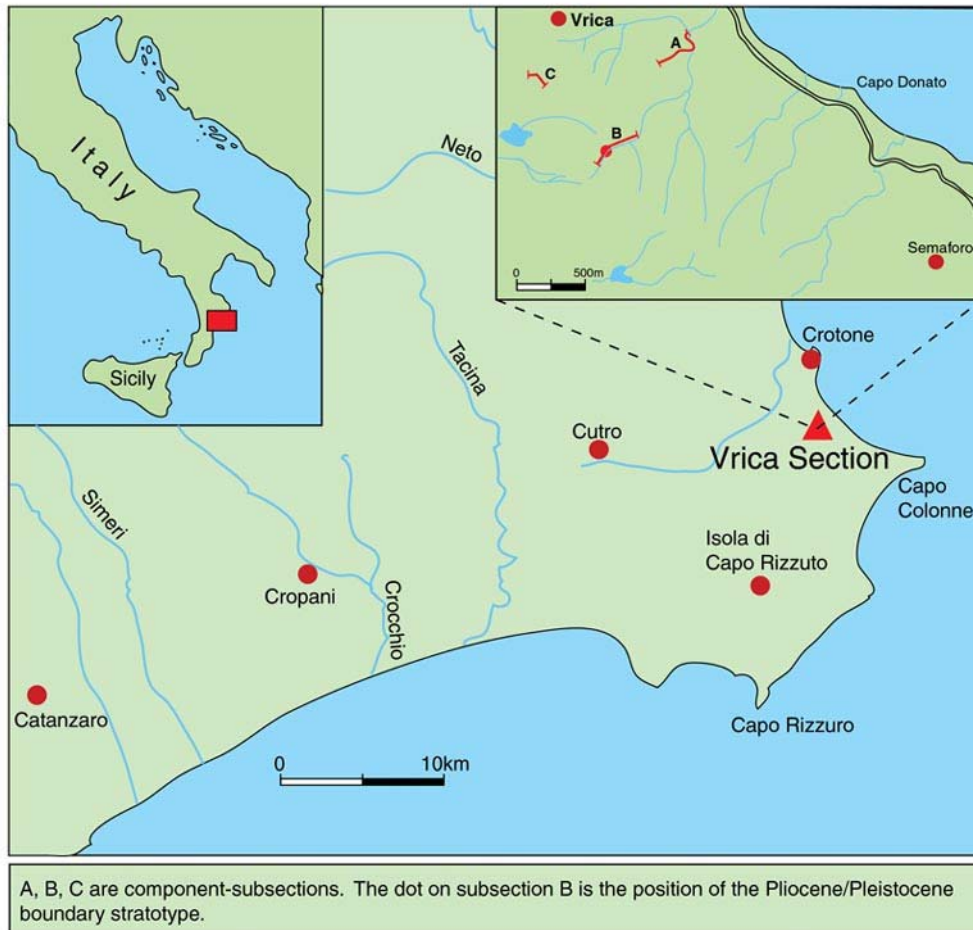 Italy
Sicily
Vrica
A
C
B
Capo Donato
Semaforo
0 500m
Neto
Tacina
Crotone
Cutro
Vrica Section
Capo
Colonne
Isola di
Capo Rizzuto
Simeri
Cropani
Crocchio
Catanzaro
Capo Rizzuro
0 10km
A, B, C are component-subsections. The dot on subsection B is the position of the Pliocene/Pleistocene
boundary stratotype.